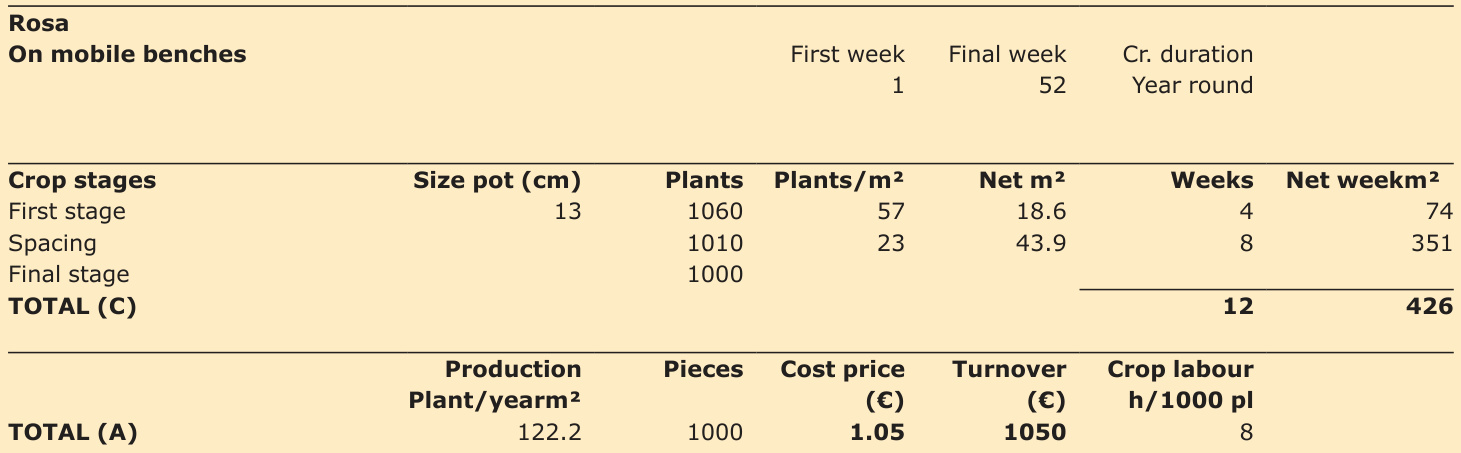 Rosa
On mobile benches First week Final week Cr. duration
1 52 Year round
Crop stages Size pot (cm) Plants Plants/m² Net m² Weeks Net weekm²
First stage 13 1060 57 18.6 4 74
Spacing 1010 23 43.9 8 351
Final stage 1000
TOTAL (C) 12 426
Production Pieces Cost price Turnover Crop labour
Plant/yearm² (€) (€) h/1000 pl
TOTAL (A) 122.2 1000 1.05 1050 8